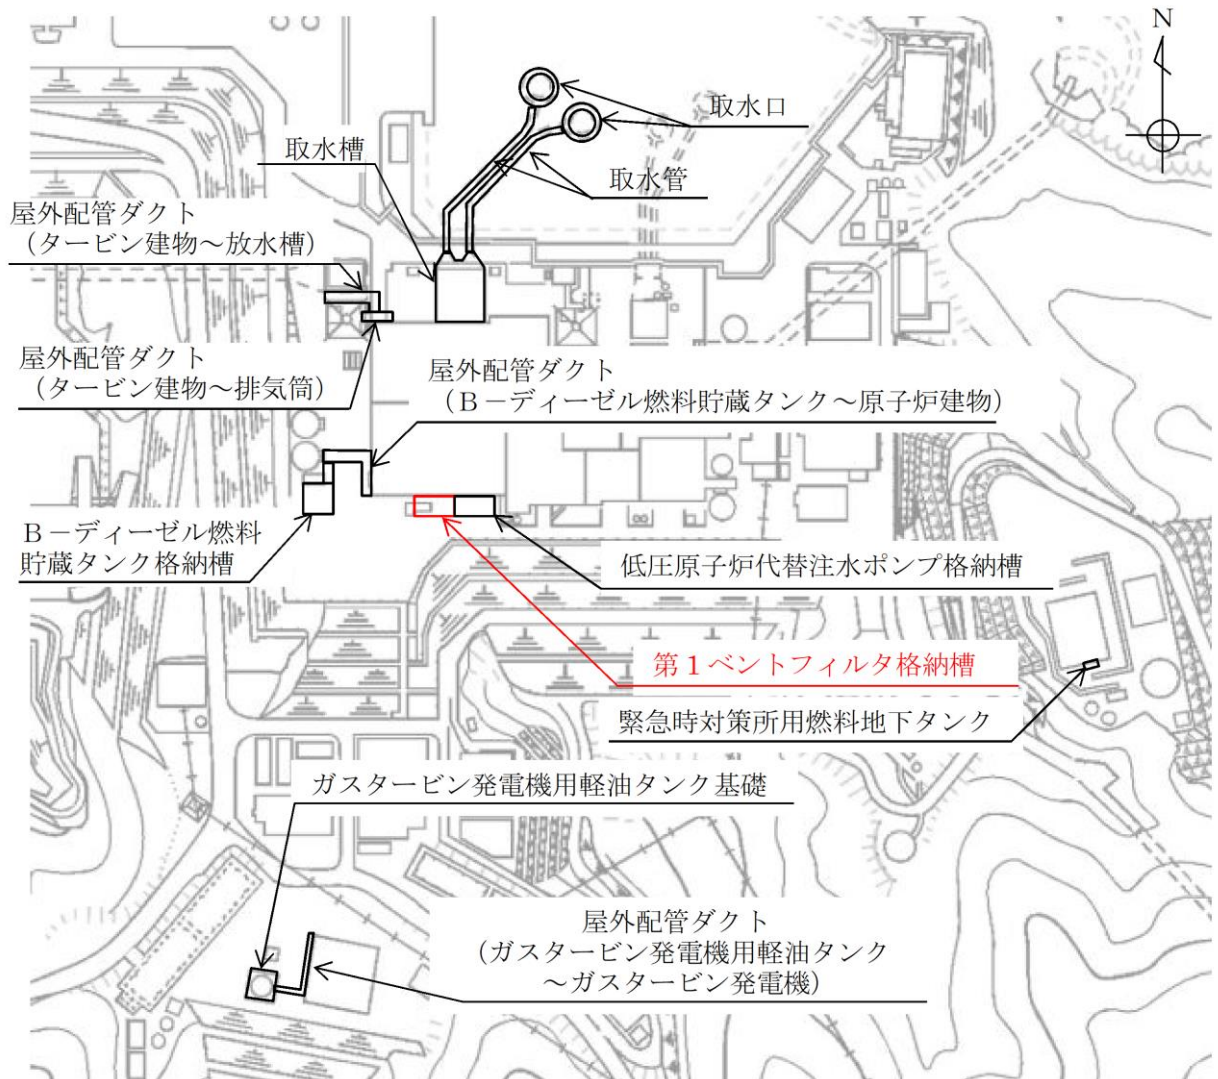 N
取水口
取水槽
取水管
屋外配管ダクト
（タービン建物～放水槽）
屋外配管ダクト
（タービン建物～排気筒）
屋外配管ダクト
（Ｂ－ディーゼル燃料貯蔵タンク～原子炉建物）
Ｂ－ディーゼル燃料
貯蔵タンク格納槽
低圧原子炉代替注水ポンプ格納槽
第１ベントフィルタ格納槽
緊急時対策所用燃料地下タンク
ガスタービン発電機用軽油タンク基礎
屋外配管ダクト
(ガスタービン発電機用軽油タンク
～ガスタービン発電機)